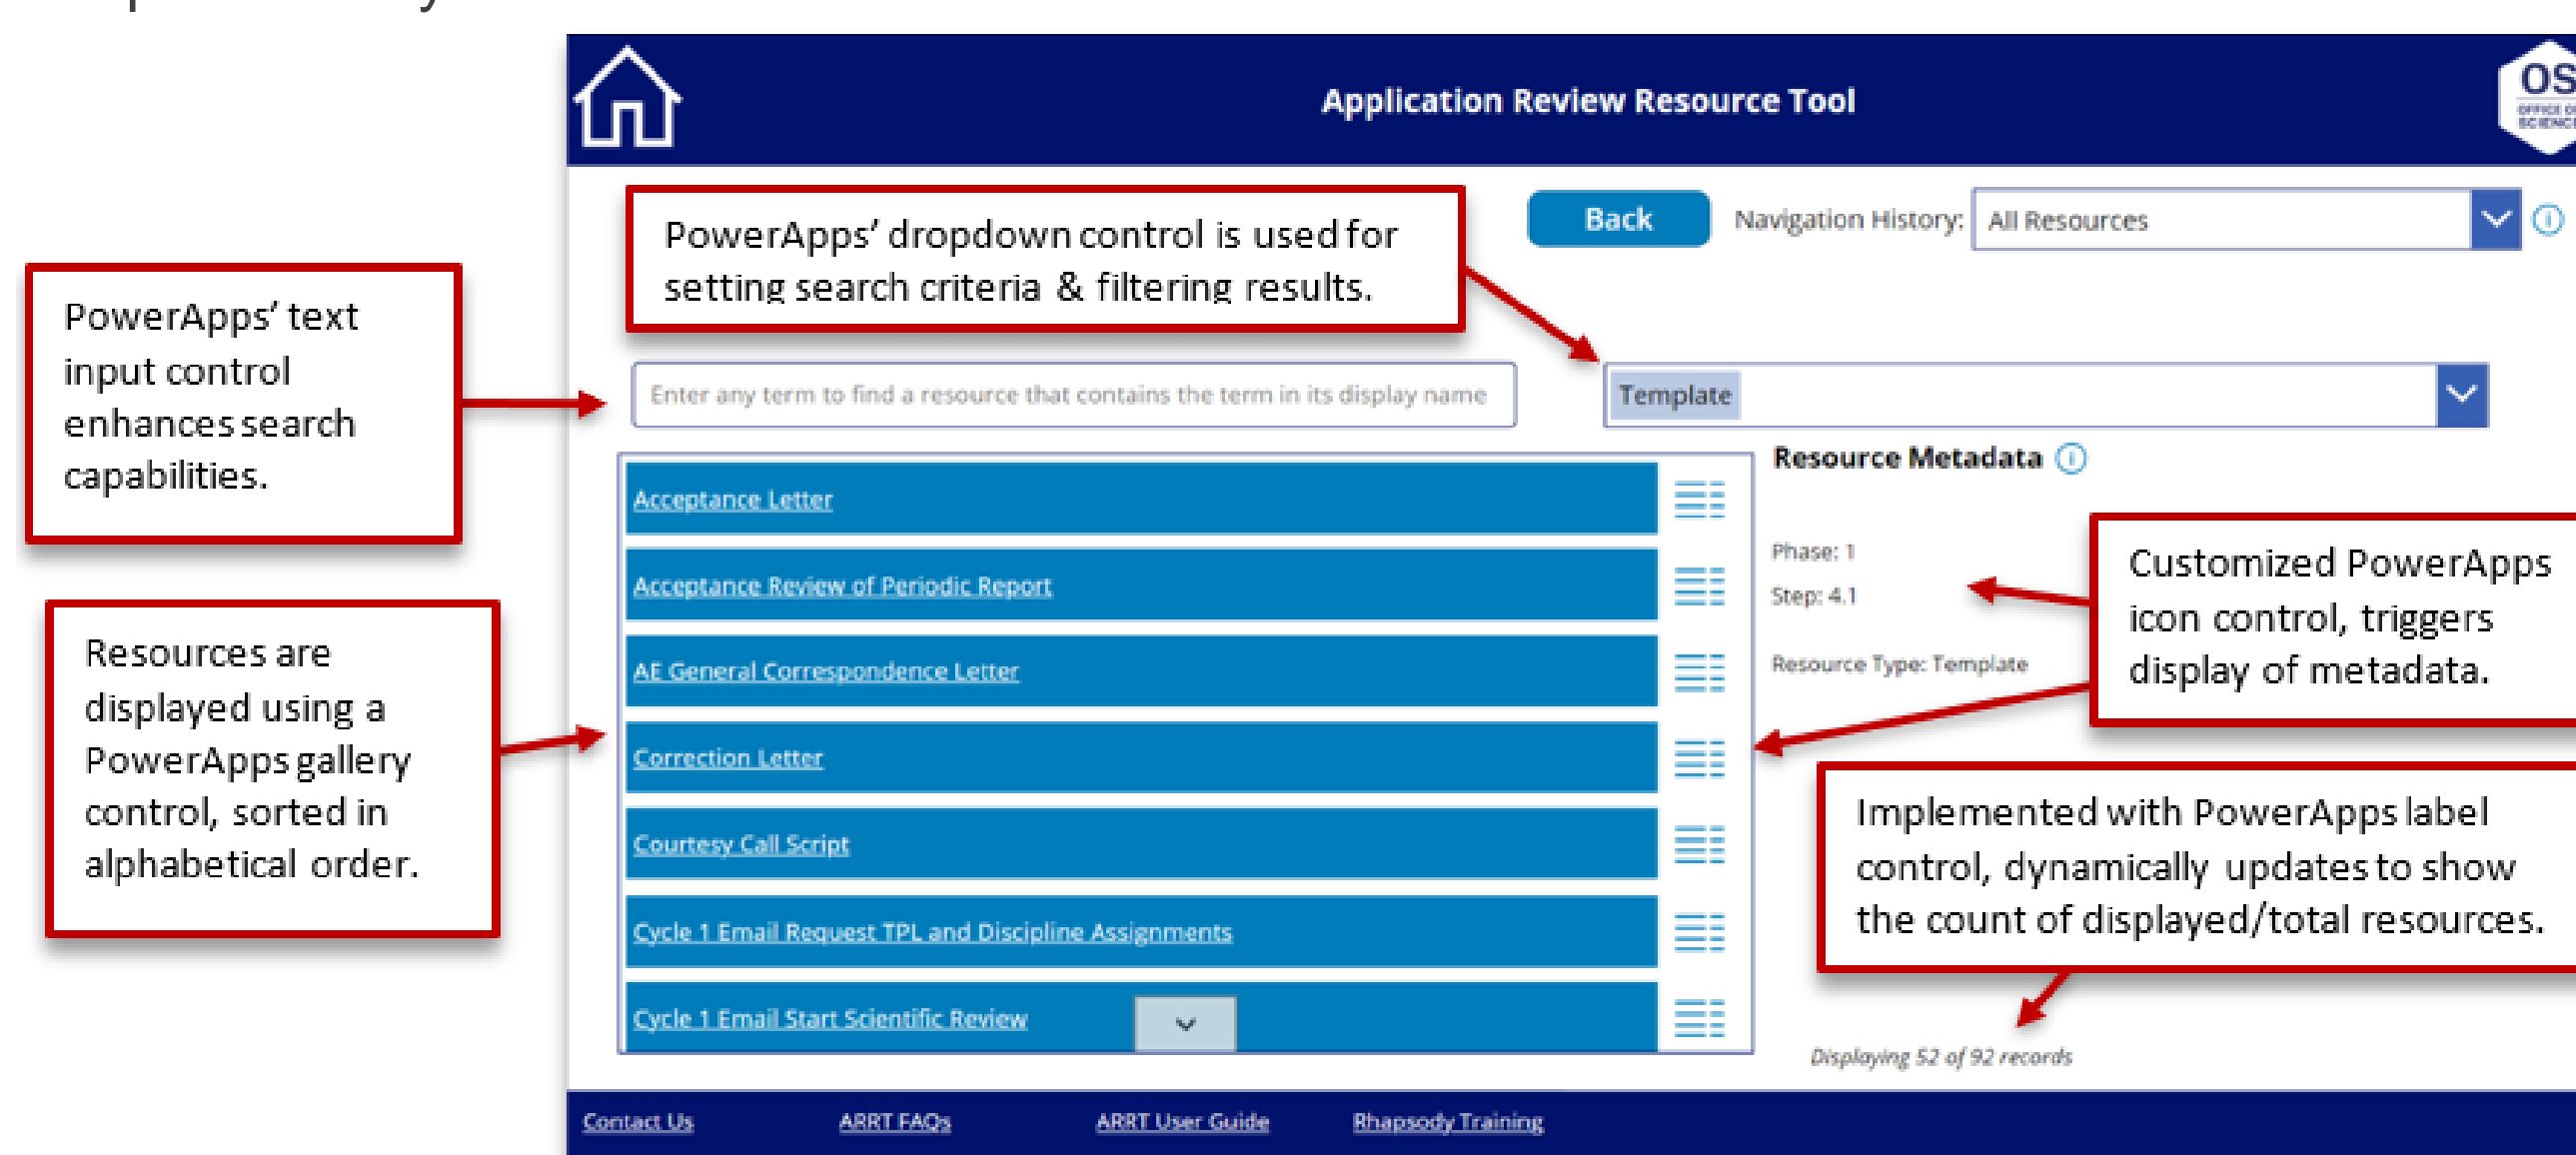 Application Review Resource Tool
OS
OFFICE OF
SCIENCE
PowerApps’ dropdown control is used for
setting search criteria & filtering results.
Back
Navigation History:
All Resources
PowerApps’ text
input control
enhances search
capabilities.
Enter any term to find a resource that contains the term in its display name
Template
Resource Metadata
Acceptance Letter
Acceptance Review of Periodic Report
AE General Correspondence Letter
Correction Letter
Courtesy Call Script
Cycle 1 Email Request TPL and Discipline Assignments
Cycle 1 Email Start Scientific Review
Phase: 1
Step: 4.1
Resource Type: Template
Customized PowerApps
icon control, triggers
display of metadata.
Resources are
displayed using a
PowerApps gallery
control, sorted in
alphabetical order.
Implemented with PowerApps label
control, dynamically updates to show
the count of displayed/total resources.
Displaying 52 of 92 records
Contact Us
ARRT FAQs
ARRT User Guide
Rhapsody Training